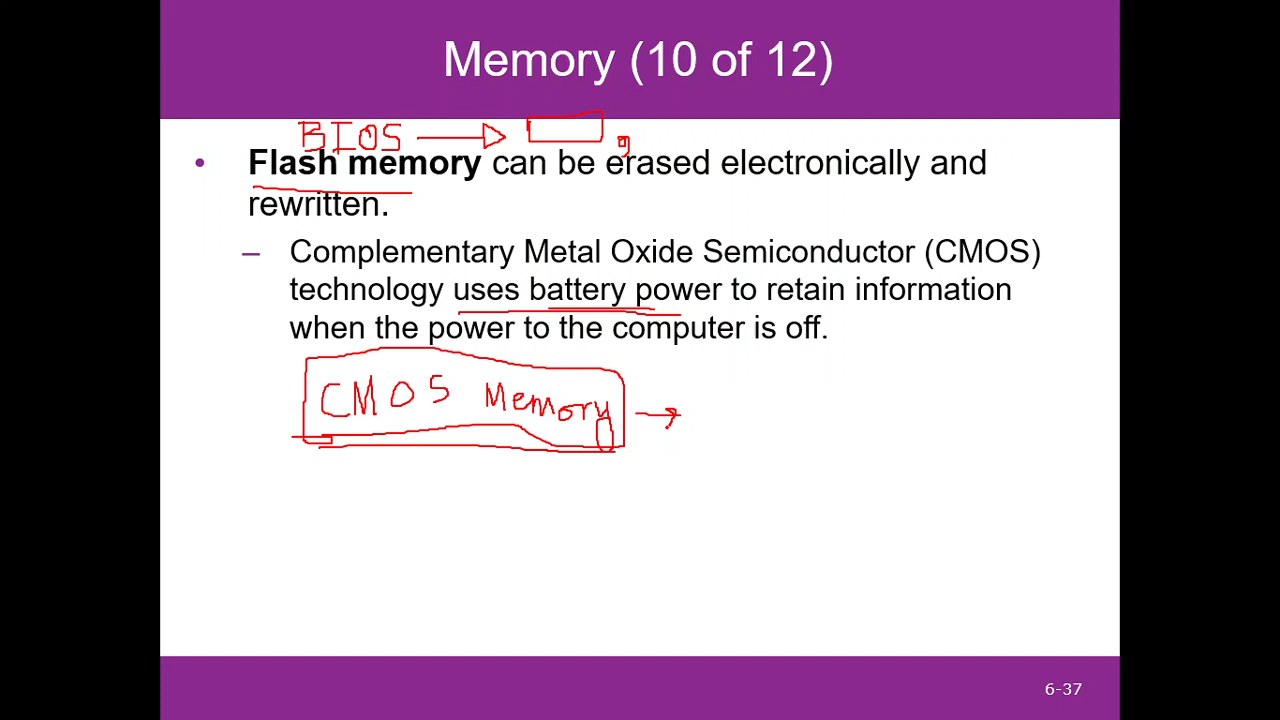 Memory (10 of 12)
BIOS
• Flash memory can be erased electronically and
rewritten.
– Complementary Metal Oxide Semiconductor (CMOS)
technology uses battery power to retain information
when the power to the computer is off.
CMOS Memory
6-37